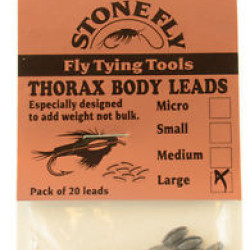 STONEFLY
Fly Tying Tools
THORAX BODY LEADS
Especially designed
to add weight not bulk.
Micro
Small
Medium
Large
Pack of 20 leads